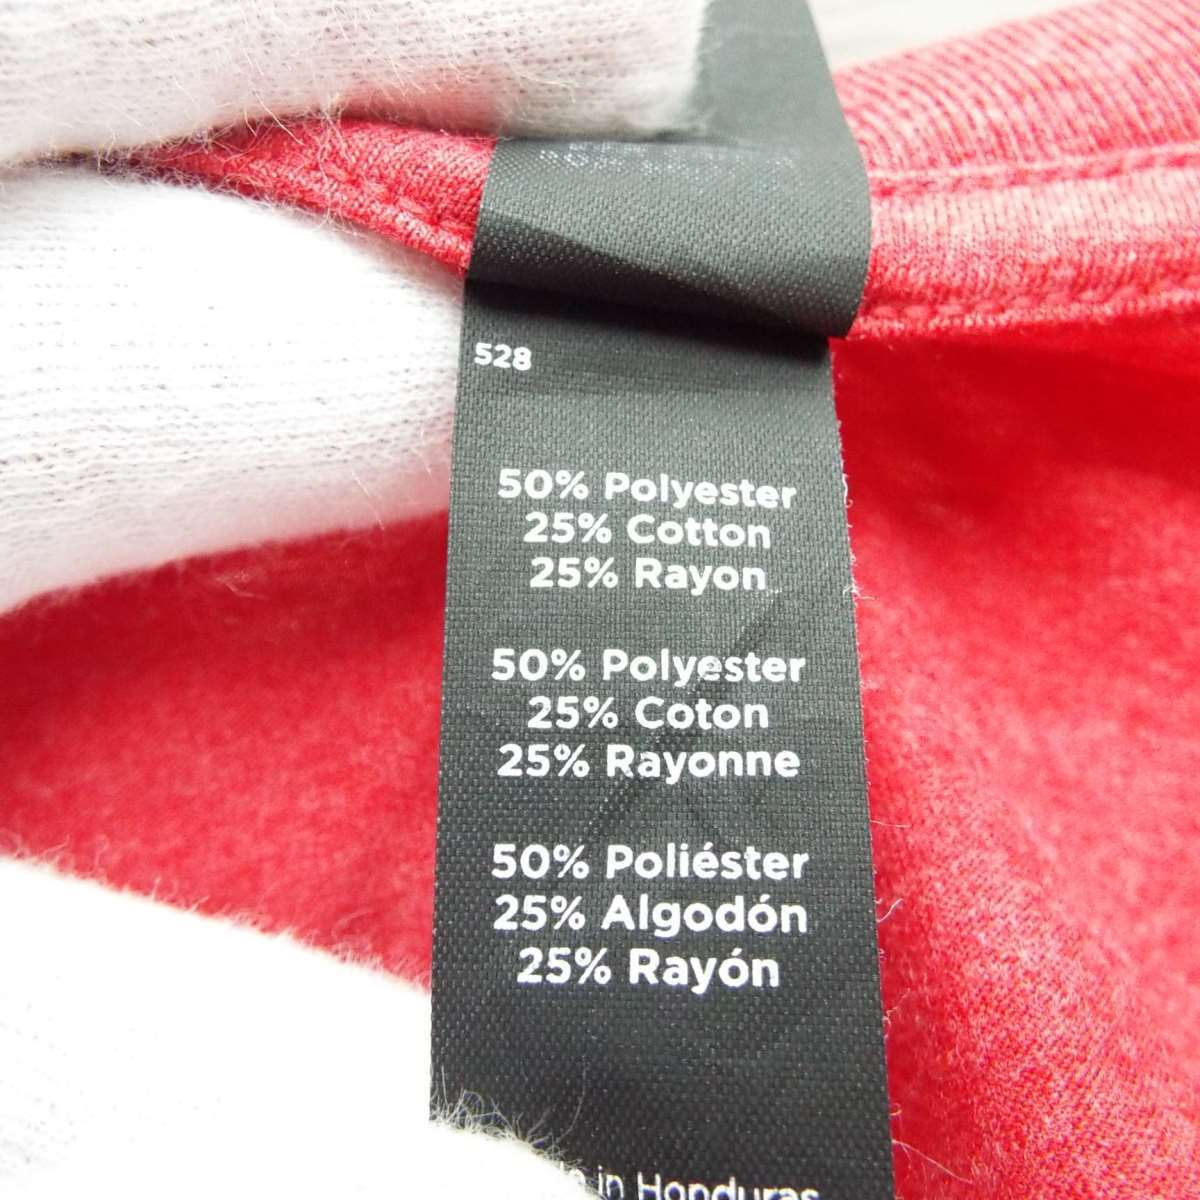 528
50% Polyester
25% Cotton
25% Rayon
50% Polyester
25% Coton
25% Rayonne
50% Poliéster
25% Algodón
25% Rayón
in Honduras